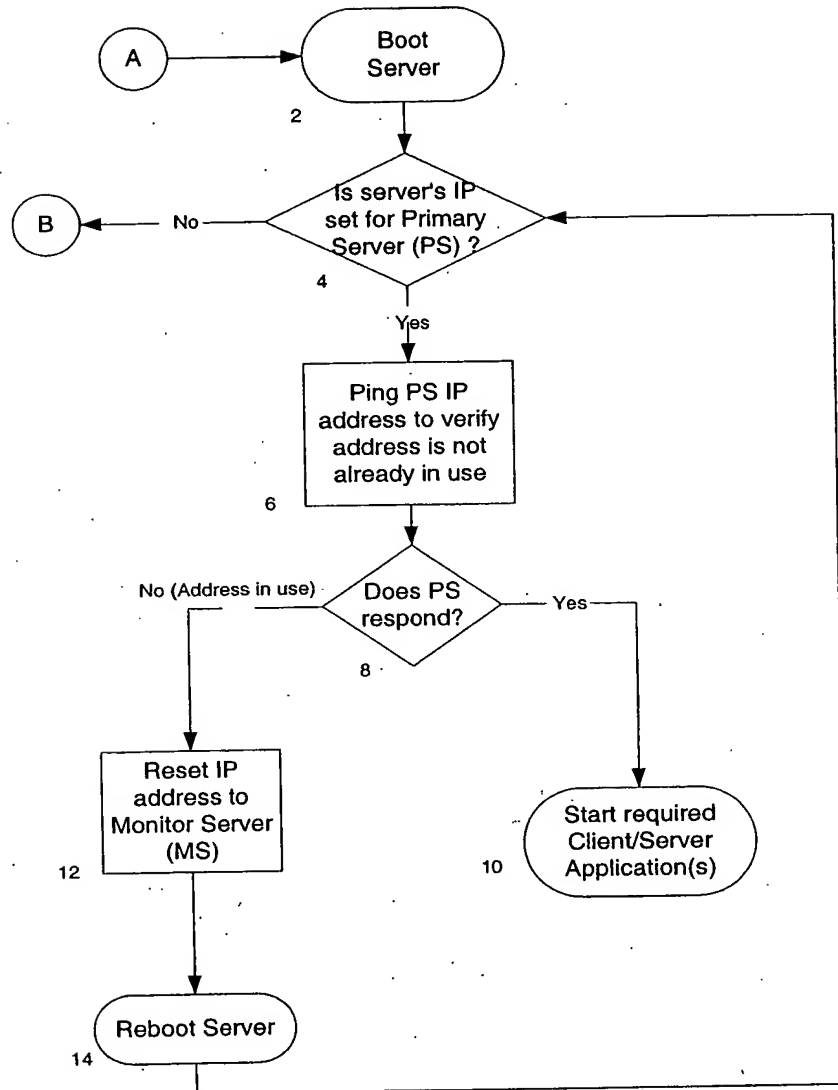 A
Boot
Server
2
Is server's IP
set for Primary
Server (PS) ?
4
B
No
Yes
Ping PS IP
address to verify
address is not
already in use
6
No (Address in use)
Does PS
respond?
Yes
8
Reset IP
address to
Monitor Server
(MS)
12
Start required
Client/Server
Application(s)
10
Reboot Server
14